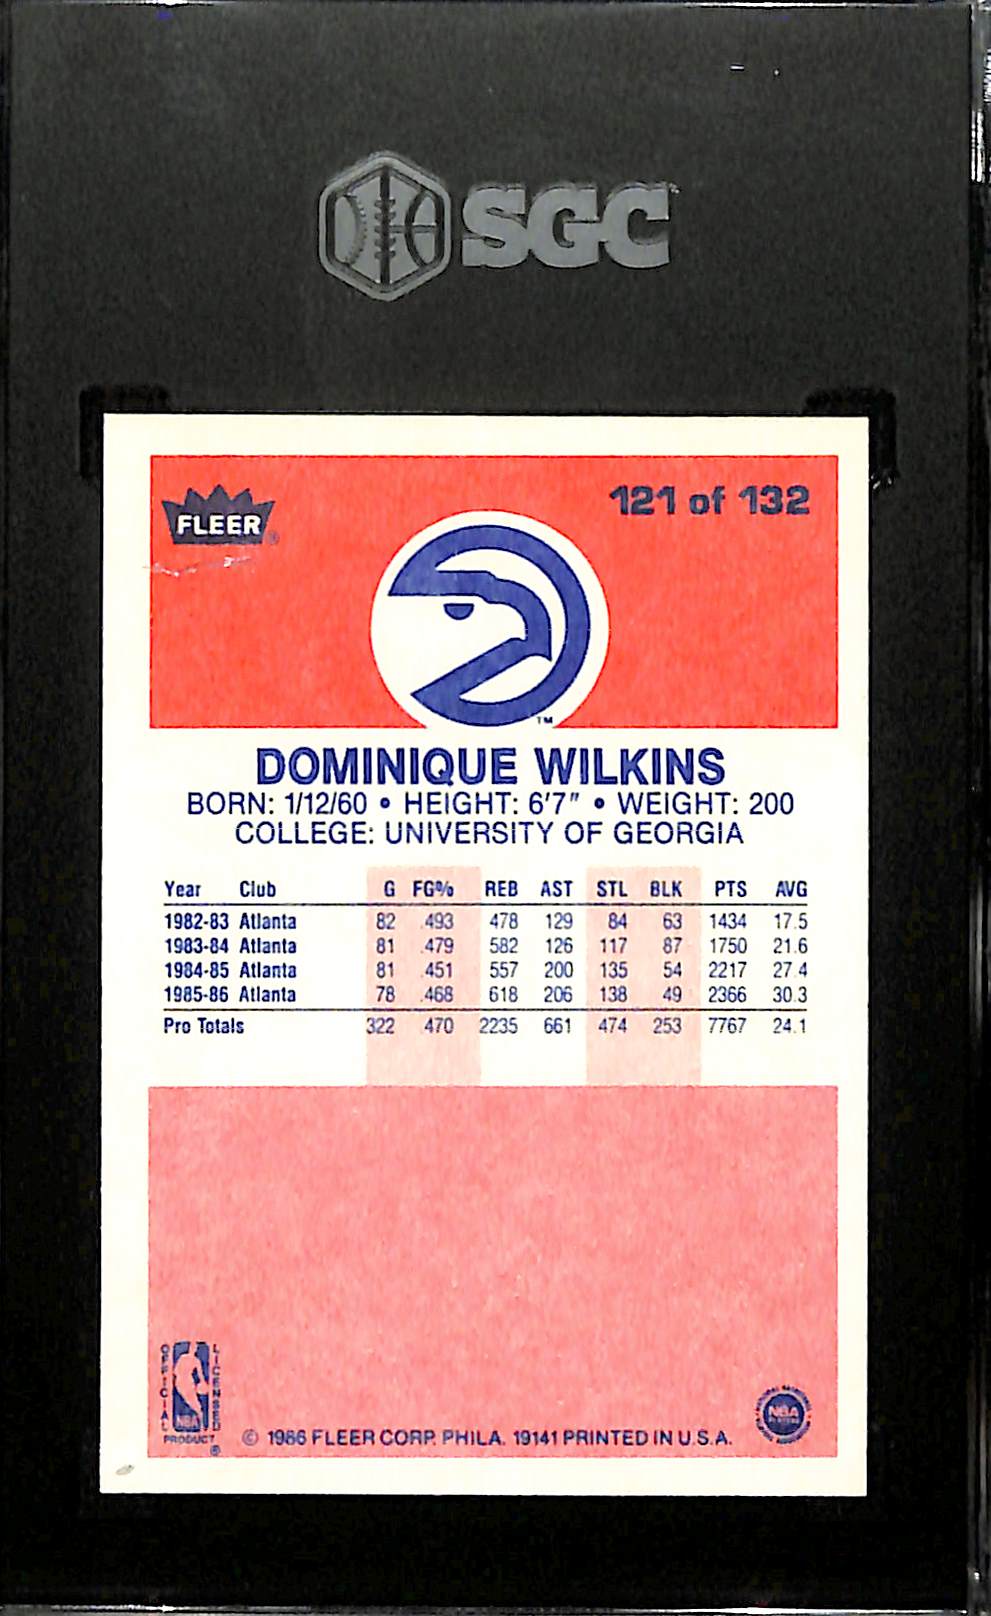 SGC
FLEER ®
121 of 132
TM
DOMINIQUE WILKINS
BORN: 1/12/60 • HEIGHT: 6'7" • WEIGHT: 200
COLLEGE: UNIVERSITY OF GEORGIA
Year Club G FG% REB AST STL BLK PTS AVG
1982-83 Atlanta 82 .493 478 129 84 63 1434 17.5
1983-84 Atlanta 81 .479 582 126 117 87 1750 21.6
1984-85 Atlanta 81 .451 557 200 135 54 2217 27.4
1985-86 Atlanta 78 .468 618 206 138 49 2366 30.3
Pro Totals 322 .470 2235 661 474 253 7767 24.1
OFFICIAL LICENSED
NBA
PRODUCT ®
© 1986 FLEER CORP. PHILA. 19141 PRINTED IN U.S.A.
NBA
PLAYERS